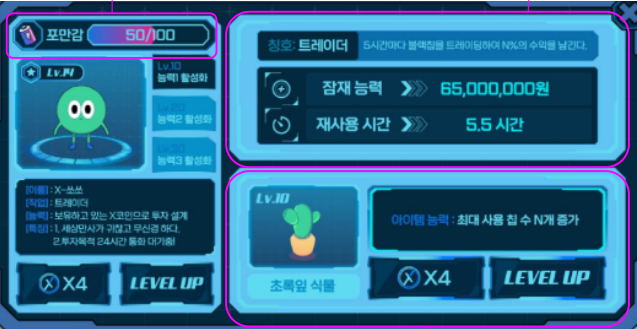 포만감 50/100
Lv.14
Lv.10
능력1 활성화
Lv.20
능력2 활성화
Lv.30
능력3 활성화
[이름] : X-쏘쏘
[직업] : 트레이더
[능력] : 보유하고 있는 X코인으로 투자 설계
[특징] : 1. 세상만사가 귀찮고 무신경 하다.
2.투자목적 24시간 통화 대기중!
X4
LEVEL UP
칭호: 트레이더
5시간마다 블랙칩을 트레이딩하여 N%의 수익을 남긴다.
잠재 능력
65,000,000원
재사용 시간
5.5 시간
Lv.10
초록잎 식물
아이템 능력 : 최대 사용 칩 수 N개 증가
X4
LEVEL UP